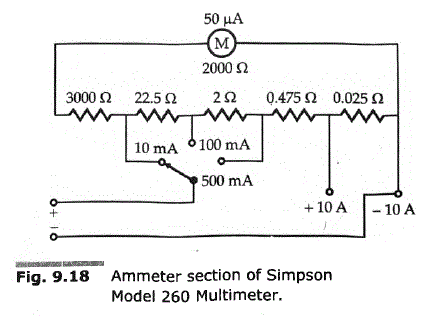 50 μA
M
2000 Ω
3000 Ω 22.5 Ω 2 Ω 0.475 Ω 0.025 Ω
10 mA 100 mA
500 mA
+
−
+ 10 A − 10 A
Fig. 9.18 Ammeter section of Simpson
Model 260 Multimeter.